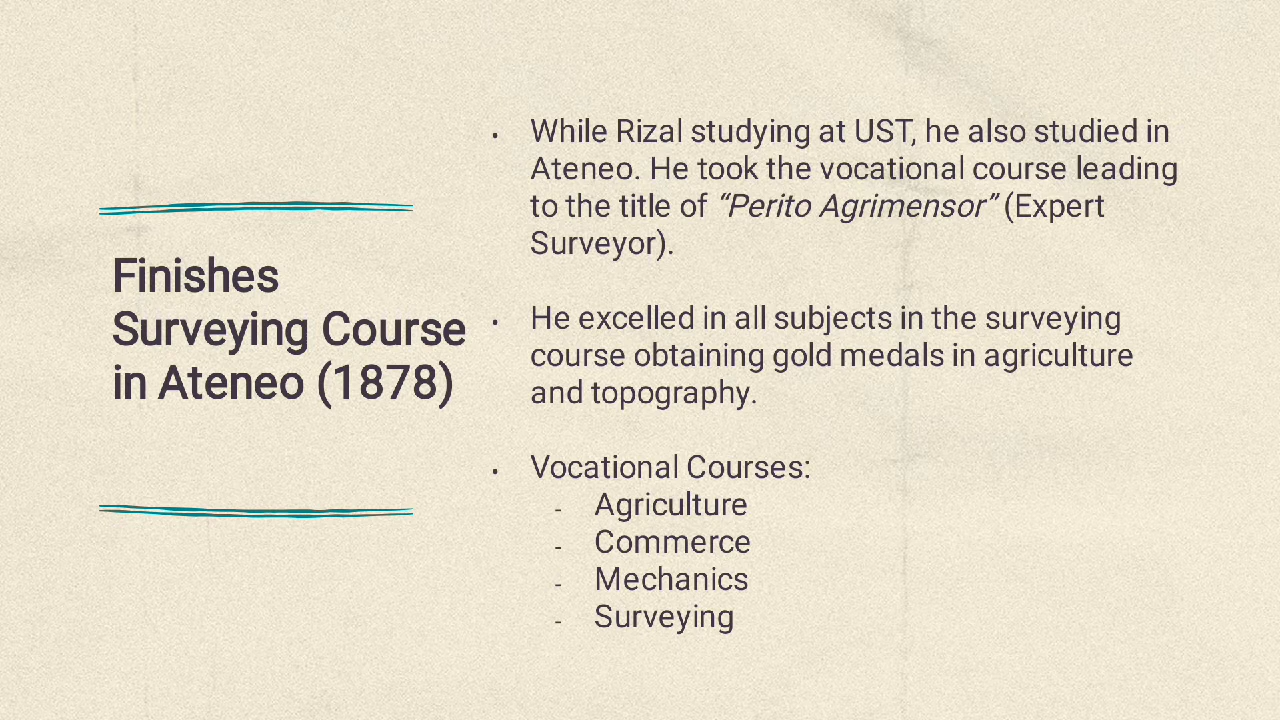 Finishes
Surveying Course
in Ateneo (1878)
• While Rizal studying at UST, he also studied in
Ateneo. He took the vocational course leading
to the title of “Perito Agrimensor” (Expert
Surveyor).
• He excelled in all subjects in the surveying
course obtaining gold medals in agriculture
and topography.
• Vocational Courses:
- Agriculture
- Commerce
- Mechanics
- Surveying